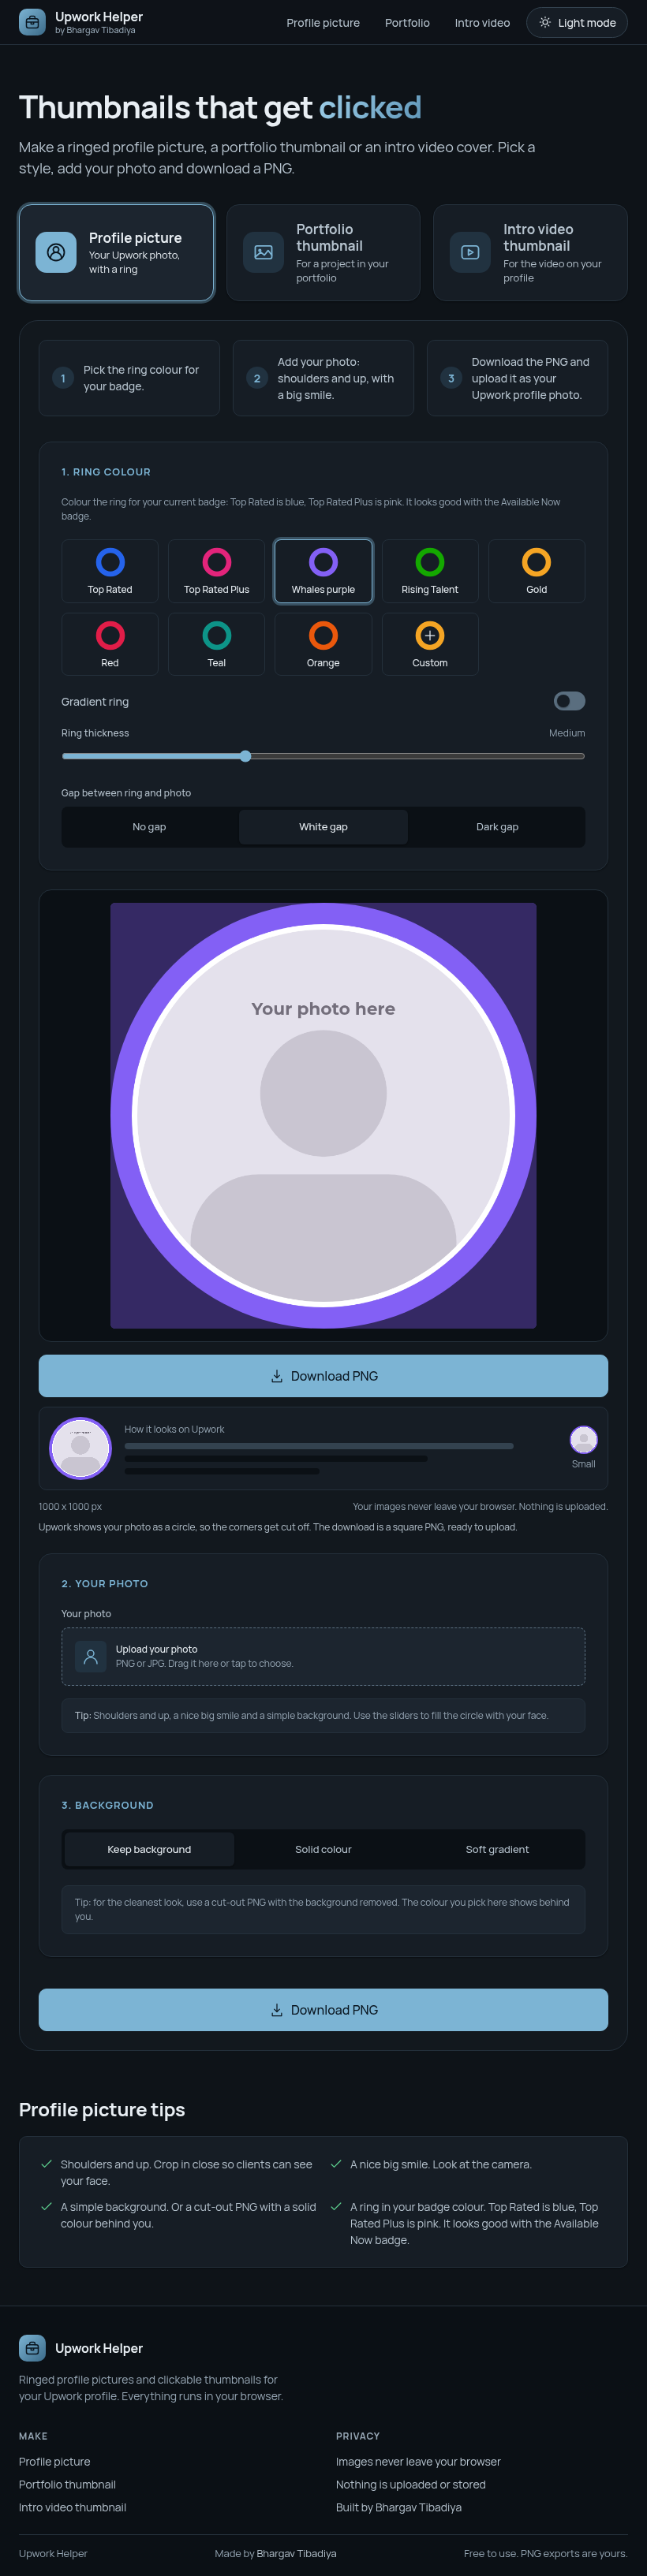 Upwork Helper
by Bhargav Tibadiya
Profile picture
Portfolio
Intro video
Light mode
Thumbnails that get clicked
Make a ringed profile picture, a portfolio thumbnail or an intro video cover. Pick a
style, add your photo and download a PNG.
Profile picture
Your Upwork photo,
with a ring
Portfolio
thumbnail
For a project in your
portfolio
Intro video
thumbnail
For the video on your
profile
1
Pick the ring colour for
your badge.
2
Add your photo:
shoulders and up, with
a big smile.
3
Download the PNG and
upload it as your
Upwork profile photo.
1. RING COLOUR
Colour the ring for your current badge: Top Rated is blue, Top Rated Plus is pink. It looks good with the Available Now
badge.
Top Rated
Top Rated Plus
Whales purple
Rising Talent
Gold
Red
Teal
Orange
Custom
Gradient ring
Ring thickness
Medium
Gap between ring and photo
No gap
White gap
Dark gap
Your photo here
Download PNG
How it looks on Upwork
Small
1000 x 1000 px
Your images never leave your browser. Nothing is uploaded.
Upwork shows your photo as a circle, so the corners get cut off. The download is a square PNG, ready to upload.
2. YOUR PHOTO
Your photo
Upload your photo
PNG or JPG. Drag it here or tap to choose.
Tip: Shoulders and up, a nice big smile and a simple background. Use the sliders to fill the circle with your face.
3. BACKGROUND
Keep background
Solid colour
Soft gradient
Tip: for the cleanest look, use a cut-out PNG with the background removed. The colour you pick here shows behind
you.
Download PNG
Profile picture tips
Shoulders and up. Crop in close so clients can see
your face.
A nice big smile. Look at the camera.
A simple background. Or a cut-out PNG with a solid
colour behind you.
A ring in your badge colour. Top Rated is blue, Top
Rated Plus is pink. It looks good with the Available
Now badge.
Upwork Helper
Ringed profile pictures and clickable thumbnails for
your Upwork profile. Everything runs in your browser.
MAKE
Profile picture
Portfolio thumbnail
Intro video thumbnail
PRIVACY
Images never leave your browser
Nothing is uploaded or stored
Built by Bhargav Tibadiya
Upwork Helper
Made by Bhargav Tibadiya
Free to use. PNG exports are yours.